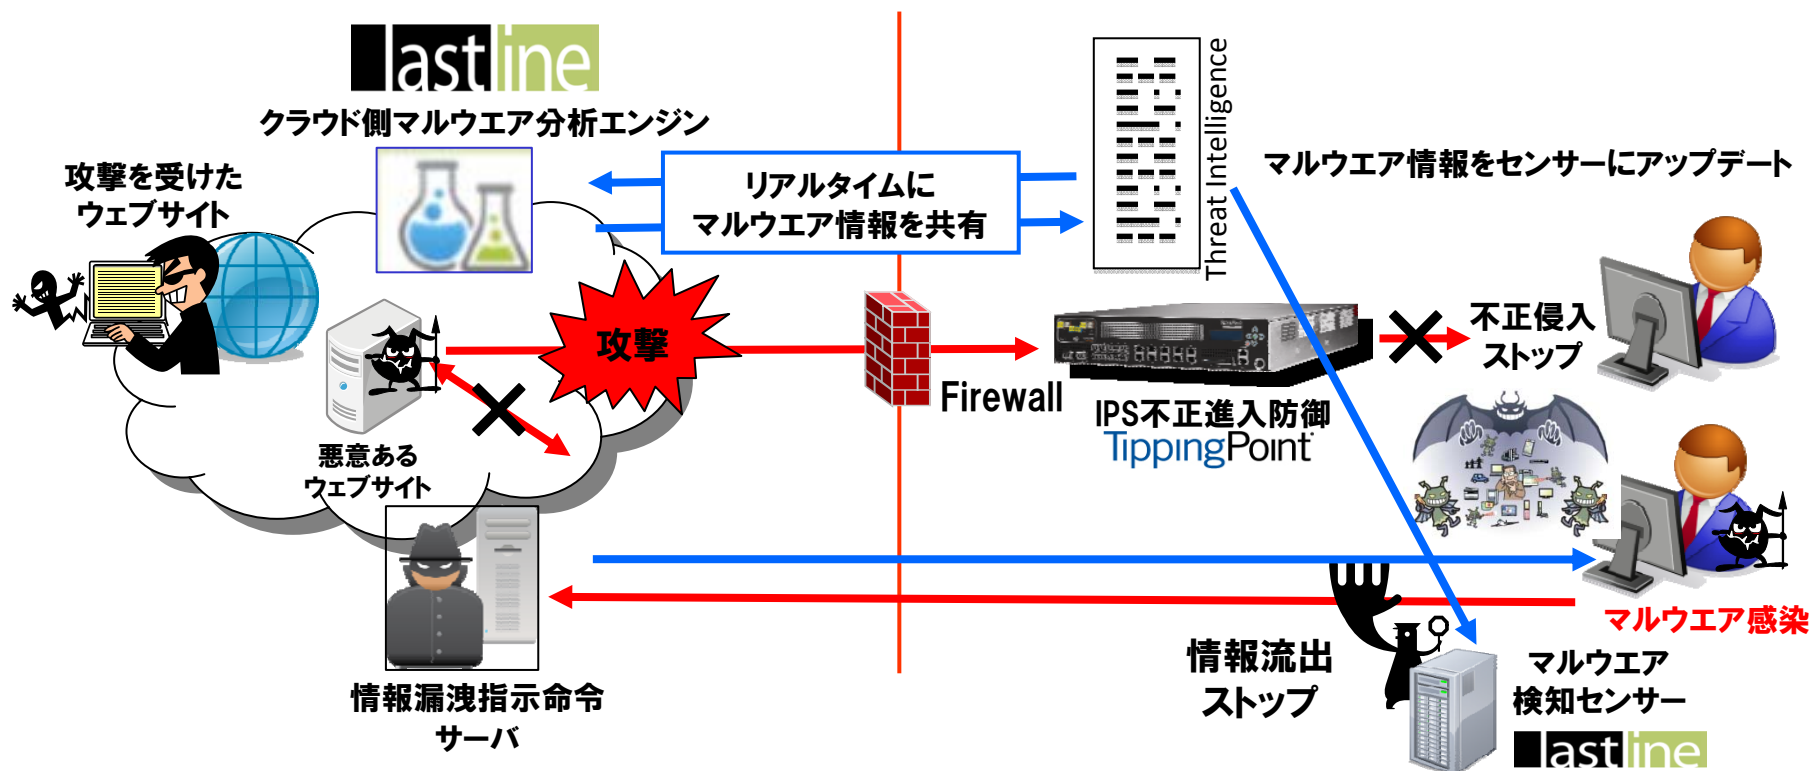 lastline
クラウド側マルウエア分析エンジン
攻撃を受けた
ウェブサイト
リアルタイムに
マルウエア情報を共有
Threat Intelligence
マルウエア情報をセンサーにアップデート
攻撃
Firewall
IPS不正進入防御
TippingPoint
不正侵入
ストップ
悪意ある
ウェブサイト
マルウエア感染
情報流出
ストップ
マルウエア
検知センサー
lastline
情報漏洩指示命令
サーバ